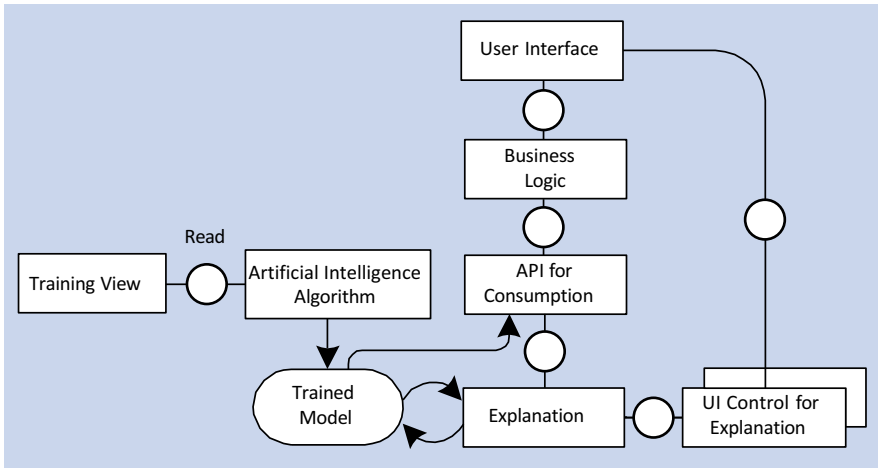 User Interface
Business
Logic
Read
Training View
Artificial Intelligence
Algorithm
API for
Consumption
Trained
Model
Explanation
UI Control for
Explanation